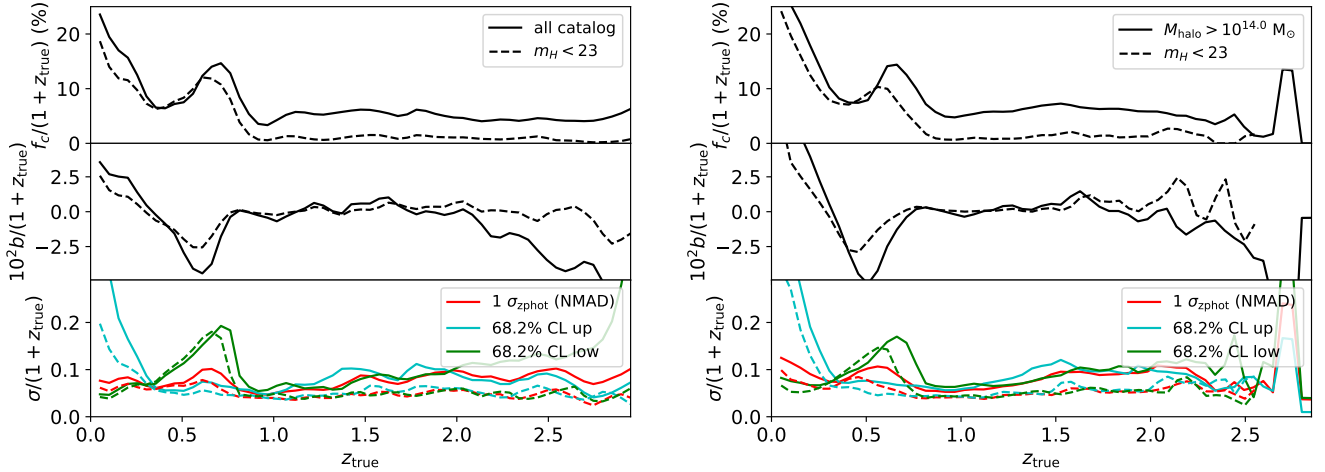 f_c/(1 + z_true) (%)
20
10
0
all catalog
m_H < 23
10²b/(1 + z_true)
2.5
0.0
−2.5
σ/(1 + z_true)
0.2
0.1
0.0
1 σ_zphot (NMAD)
68.2% CL up
68.2% CL low
0.0 0.5 1.0 1.5 2.0 2.5
z_true
f_c/(1 + z_true) (%)
20
10
0
M_halo > 10^14.0 M_⊙
m_H < 23
10²b/(1 + z_true)
2.5
0.0
−2.5
σ/(1 + z_true)
0.2
0.1
0.0
1 σ_zphot (NMAD)
68.2% CL up
68.2% CL low
0.0 0.5 1.0 1.5 2.0 2.5
z_true